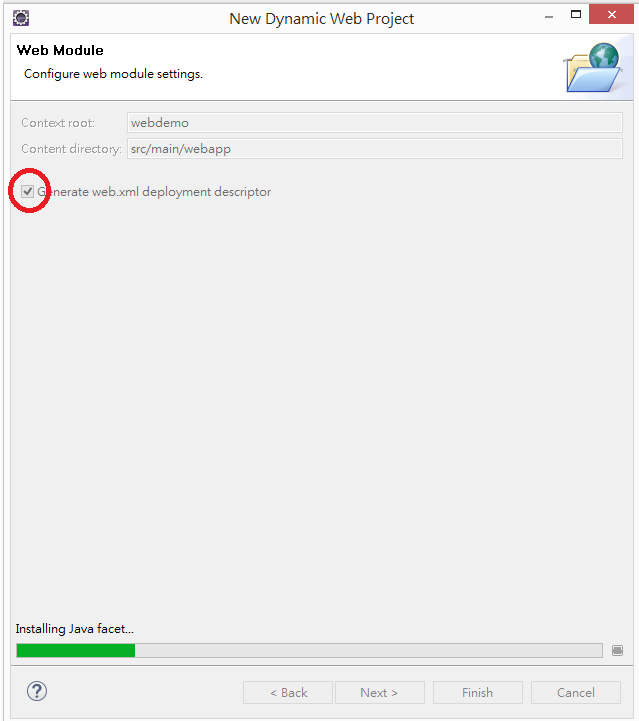 New Dynamic Web Project
Web Module
Configure web module settings.
Context root: webdemo
Content directory: src/main/webapp
Generate web.xml deployment descriptor
Installing Java facet...
? < Back Next > Finish Cancel